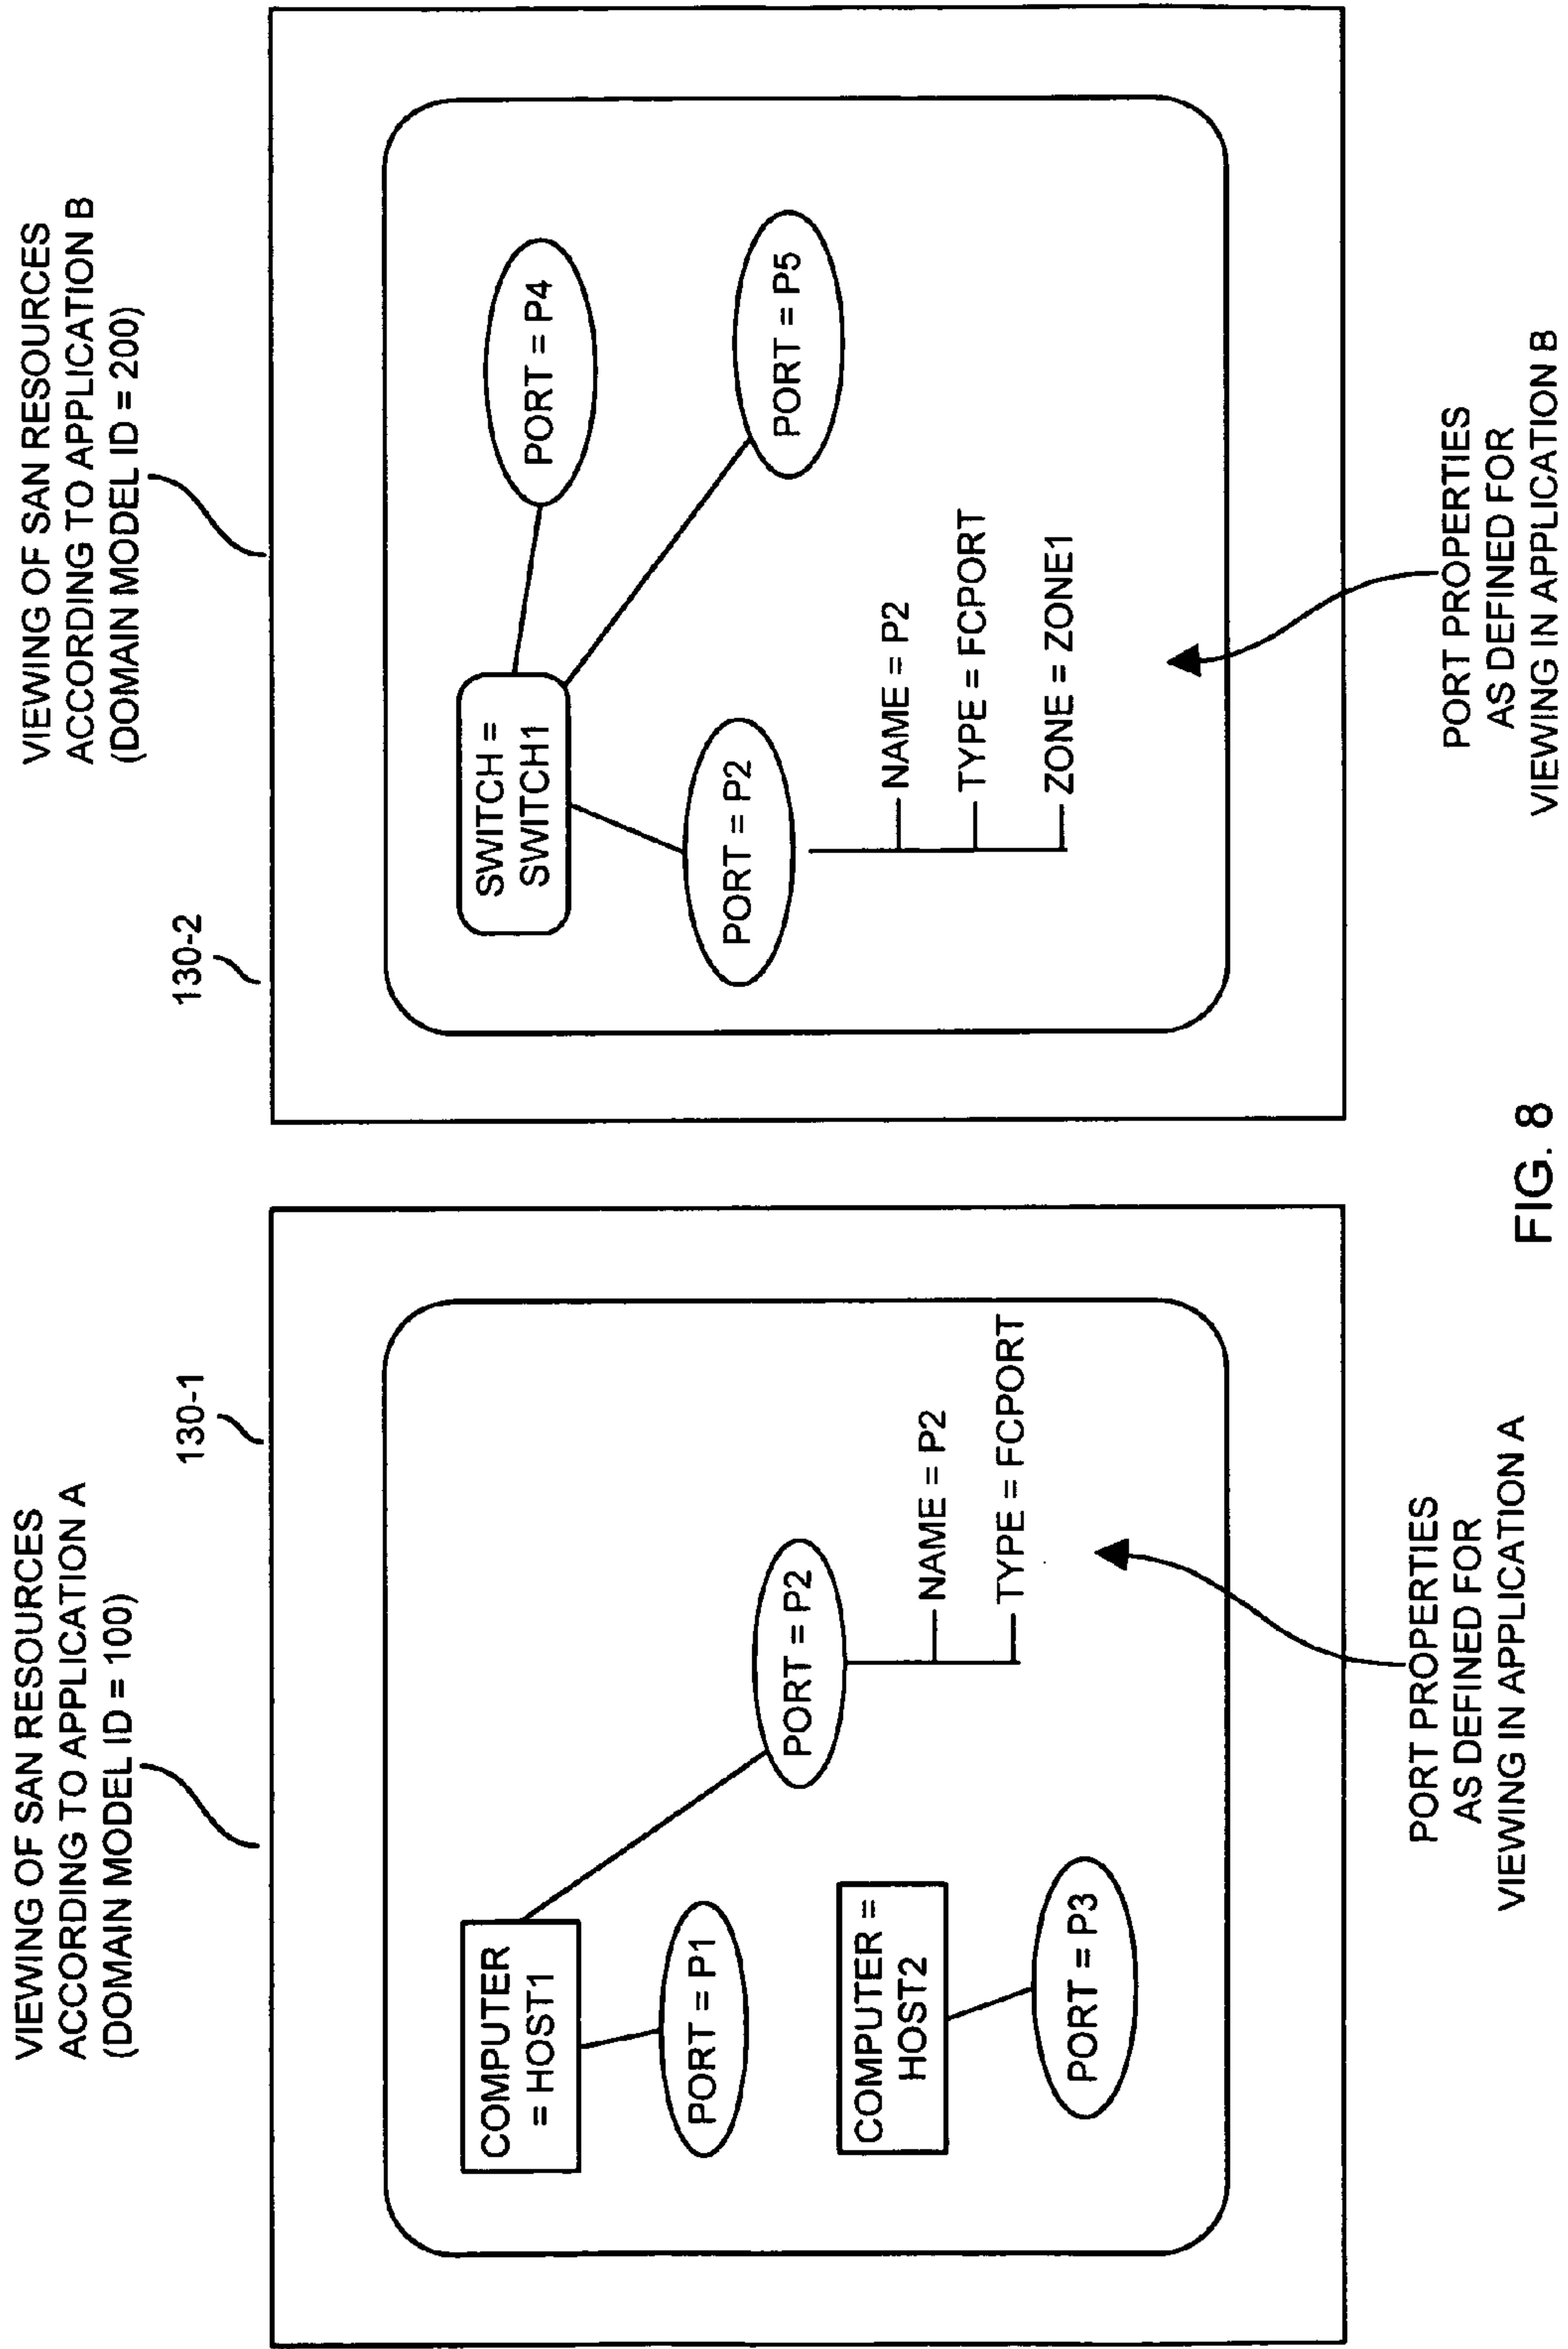 VIEWING OF SAN RESOURCES
ACCORDING TO APPLICATION A
(DOMAIN MODEL ID = 100)
130-1
COMPUTER
= HOST1
PORT = P1
PORT = P2
NAME = P2
TYPE = FCPORT
COMPUTER =
HOST2
PORT = P3
PORT PROPERTIES
AS DEFINED FOR
VIEWING IN APPLICATION A
VIEWING OF SAN RESOURCES
ACCORDING TO APPLICATION B
(DOMAIN MODEL ID = 200)
130-2
SWITCH =
SWITCH1
PORT = P4
PORT = P2
PORT = P5
NAME = P2
TYPE = FCPORT
ZONE = ZONE1
PORT PROPERTIES
AS DEFINED FOR
VIEWING IN APPLICATION B
FIG. 8